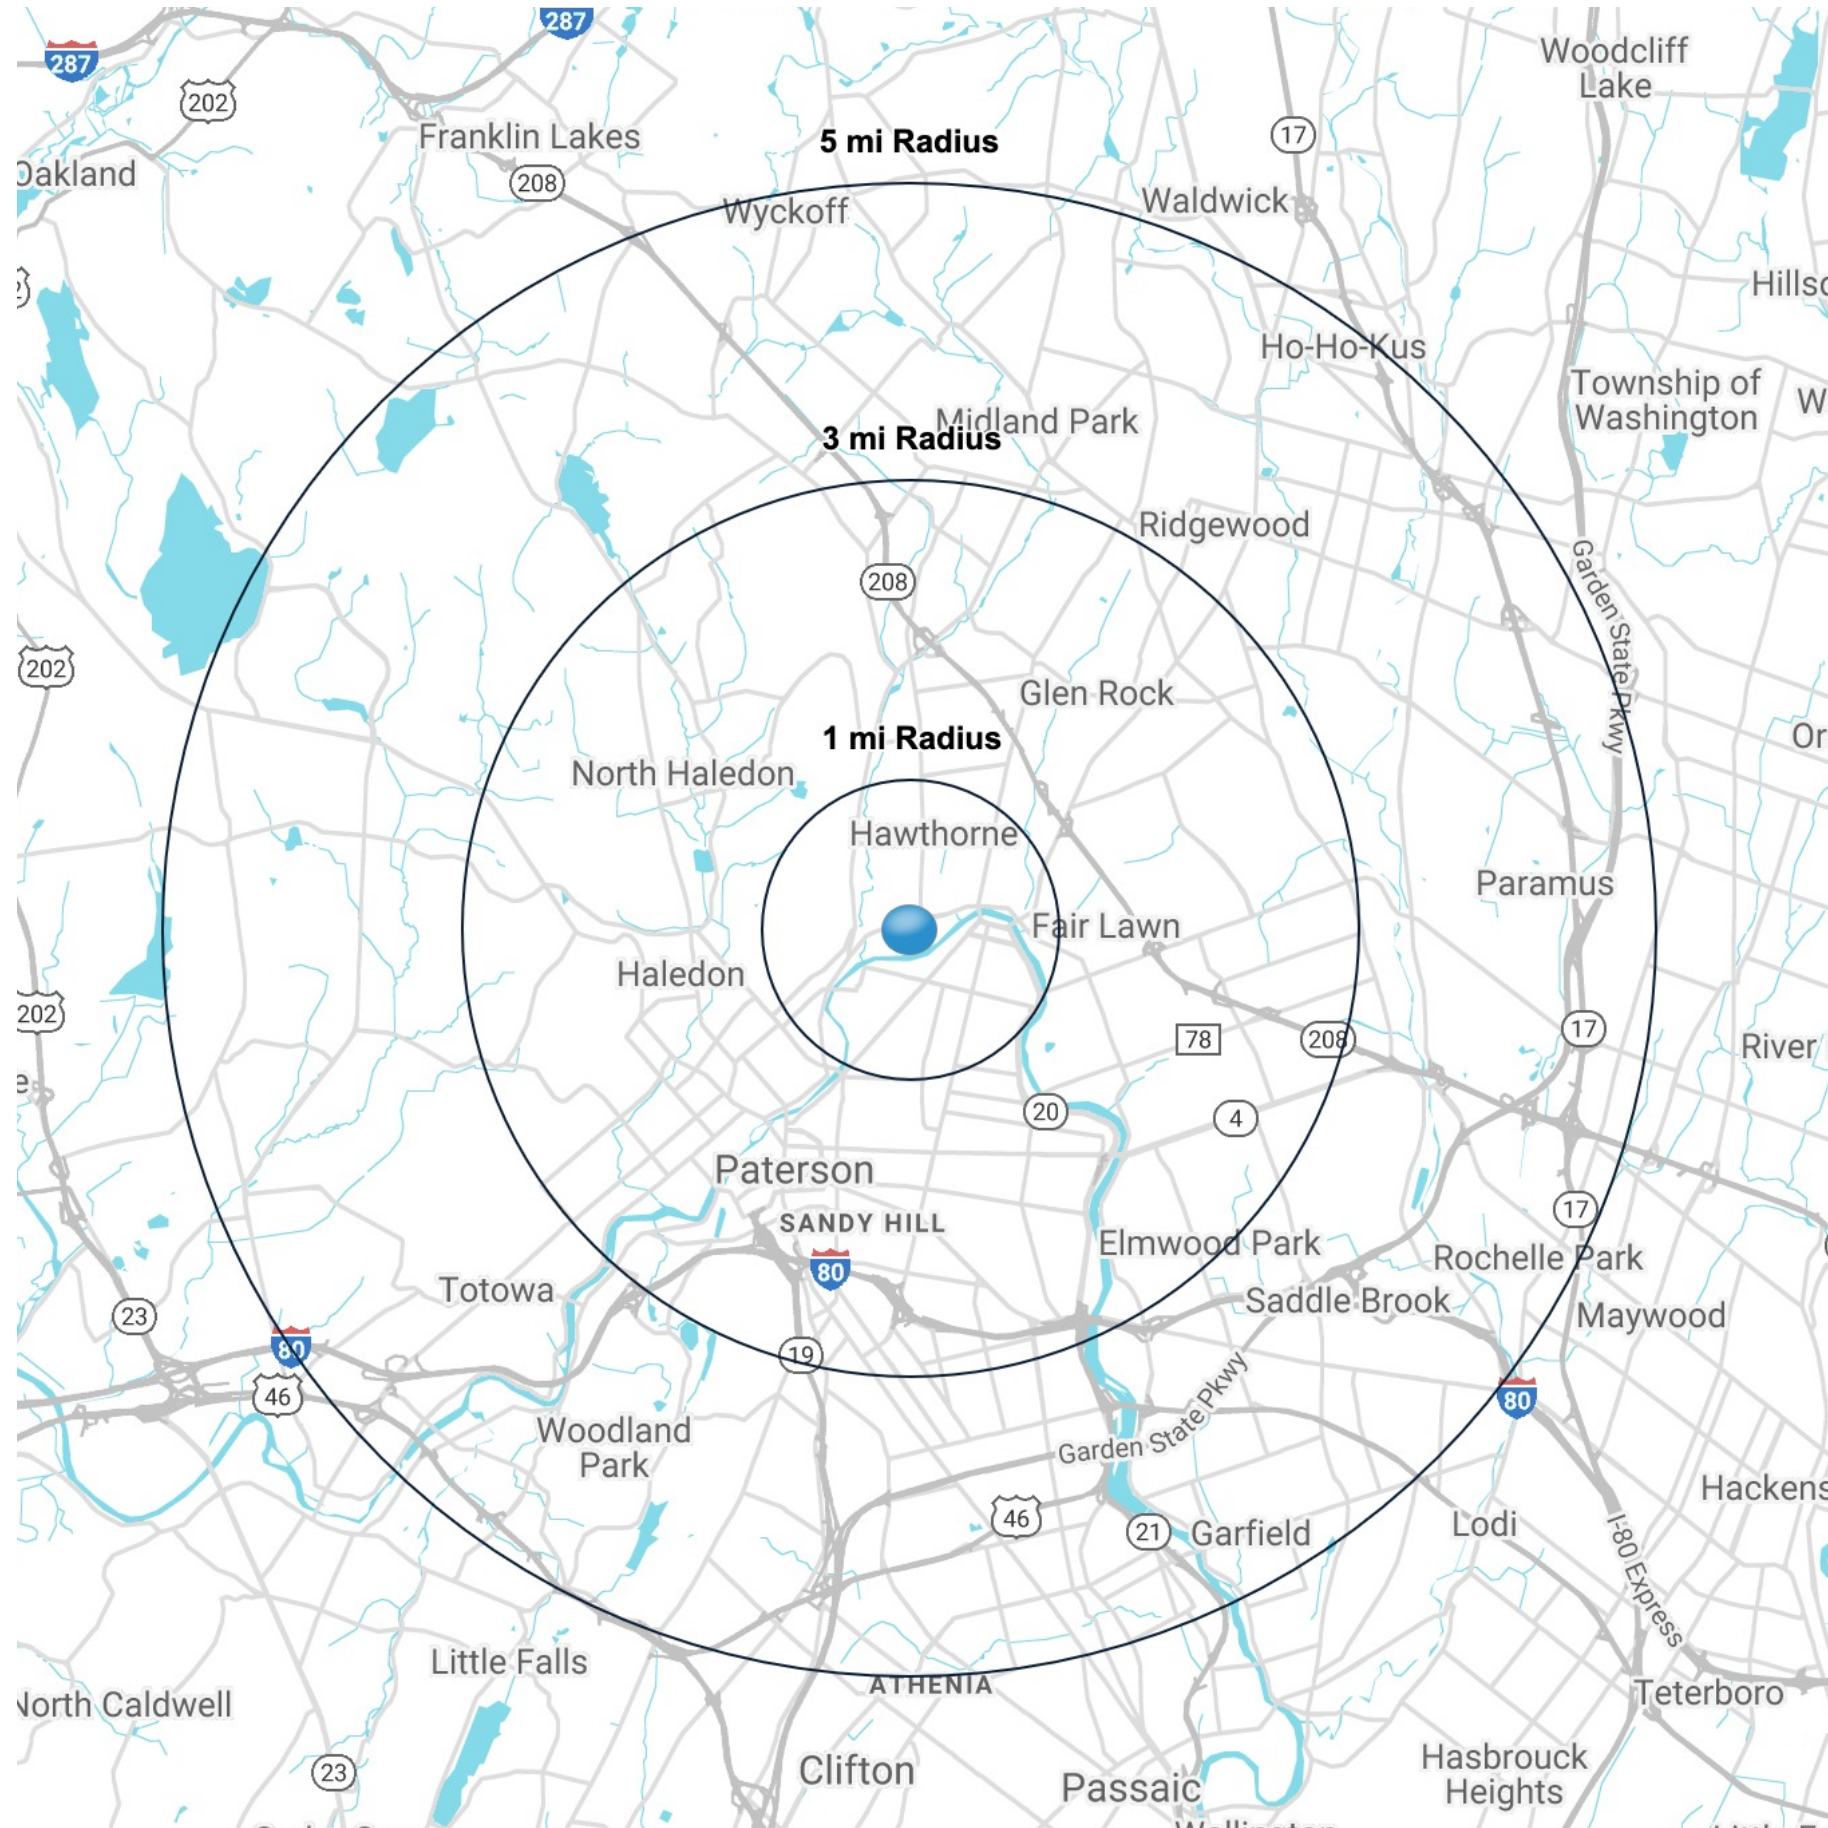 287
287
Woodcliff
Lake
202
17
Franklin Lakes
5 mi Radius
Oakland
208
Waldwick
Wyckoff
Ho-Ho-Kus
Township of
Washington
W
Midland Park
3 mi Radius
Ridgewood
Garden State Pkwy
208
202
Glen Rock
1 mi Radius
Or
North Haledon
Hawthorne
Paramus
Fair Lawn
Haledon
202
17
78
208
River
20
4
Paterson
17
SANDY HILL
Elmwood Park
Rochelle Park
80
Totowa
Saddle Brook
23
Maywood
80
19
46
80
Garden State Pkwy
Woodland
Park
Hackens
46
21
Garfield
Lodi
I-80 Express
Little Falls
ATHENIA
Teterboro
North Caldwell
23
Clifton
Passaic
Hasbrouck
Heights